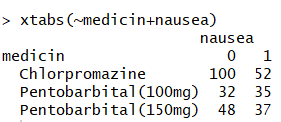 > xtabs(~medicin+nausea)
nausea
medicin 0 1
Chlorpromazine 100 52
Pentobarbital(100mg) 32 35
Pentobarbital(150mg) 48 37